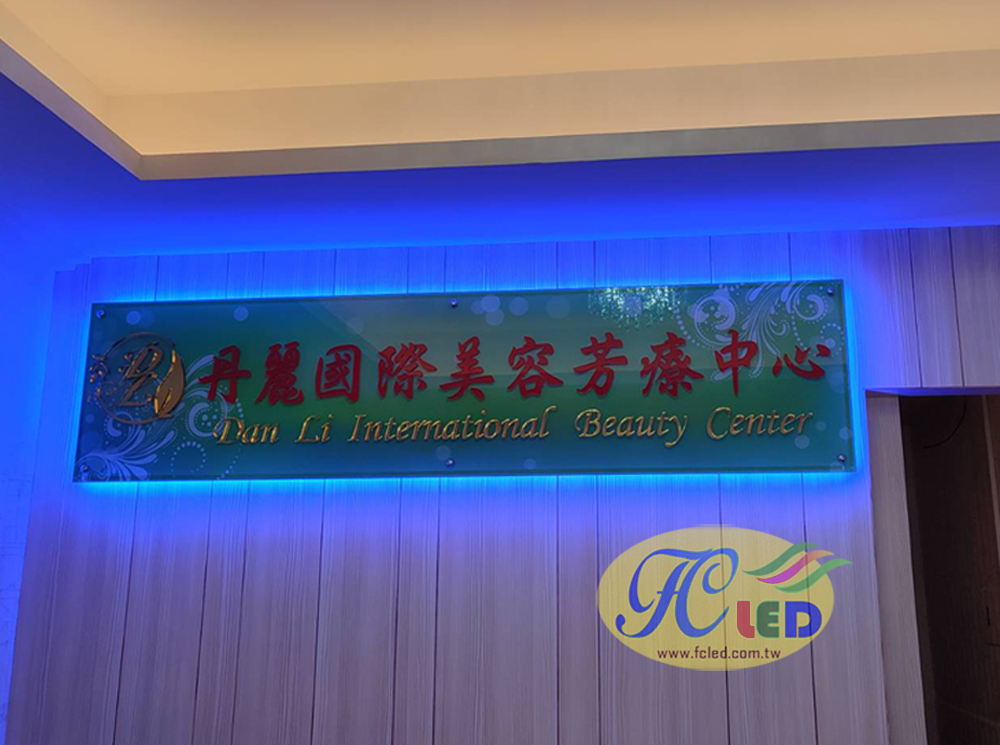 丹麗國際美容芳療中心
Dan Li International Beauty Center
FC LED
www.fcled.com.tw